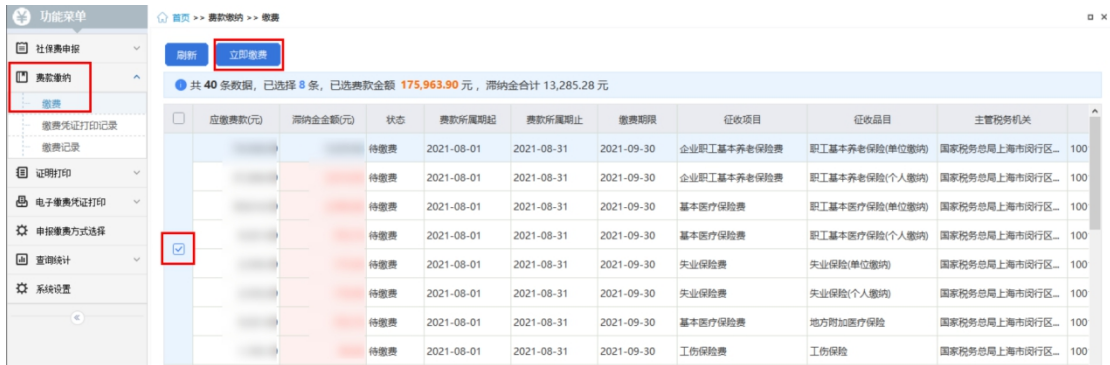 功能菜单
首页 >> 费款缴纳 >> 缴费
社保费申报
费款缴纳
缴费
缴费凭证打印记录
缴费记录
证明打印
电子缴费凭证打印
申报缴费方式选择
查询统计
系统设置
刷新
立即缴费
共 40 条数据，已选择 8 条，已选费款金额 175,963.90 元 ，滞纳金合计 13,285.28 元
应缴费款(元) 滞纳金金额(元) 状态 费款所属期起 费款所属期止 缴费期限 征收项目 征收品目 主管税务机关
待缴费 2021-08-01 2021-08-31 2021-09-30 企业职工基本养老保险费 职工基本养老保险(单位缴纳) 国家税务总局上海市闵行区... 100
待缴费 2021-08-01 2021-08-31 2021-09-30 企业职工基本养老保险费 职工基本养老保险(个人缴纳) 国家税务总局上海市闵行区... 100
待缴费 2021-08-01 2021-08-31 2021-09-30 基本医疗保险费 职工基本医疗保险(单位缴纳) 国家税务总局上海市闵行区... 100
待缴费 2021-08-01 2021-08-31 2021-09-30 基本医疗保险费 职工基本医疗保险(个人缴纳) 国家税务总局上海市闵行区... 100
待缴费 2021-08-01 2021-08-31 2021-09-30 失业保险费 失业保险(单位缴纳) 国家税务总局上海市闵行区... 100
待缴费 2021-08-01 2021-08-31 2021-09-30 失业保险费 失业保险(个人缴纳) 国家税务总局上海市闵行区... 100
待缴费 2021-08-01 2021-08-31 2021-09-30 基本医疗保险费 地方附加医疗保险 国家税务总局上海市闵行区... 100
待缴费 2021-08-01 2021-08-31 2021-09-30 工伤保险费 工伤保险 国家税务总局上海市闵行区... 100